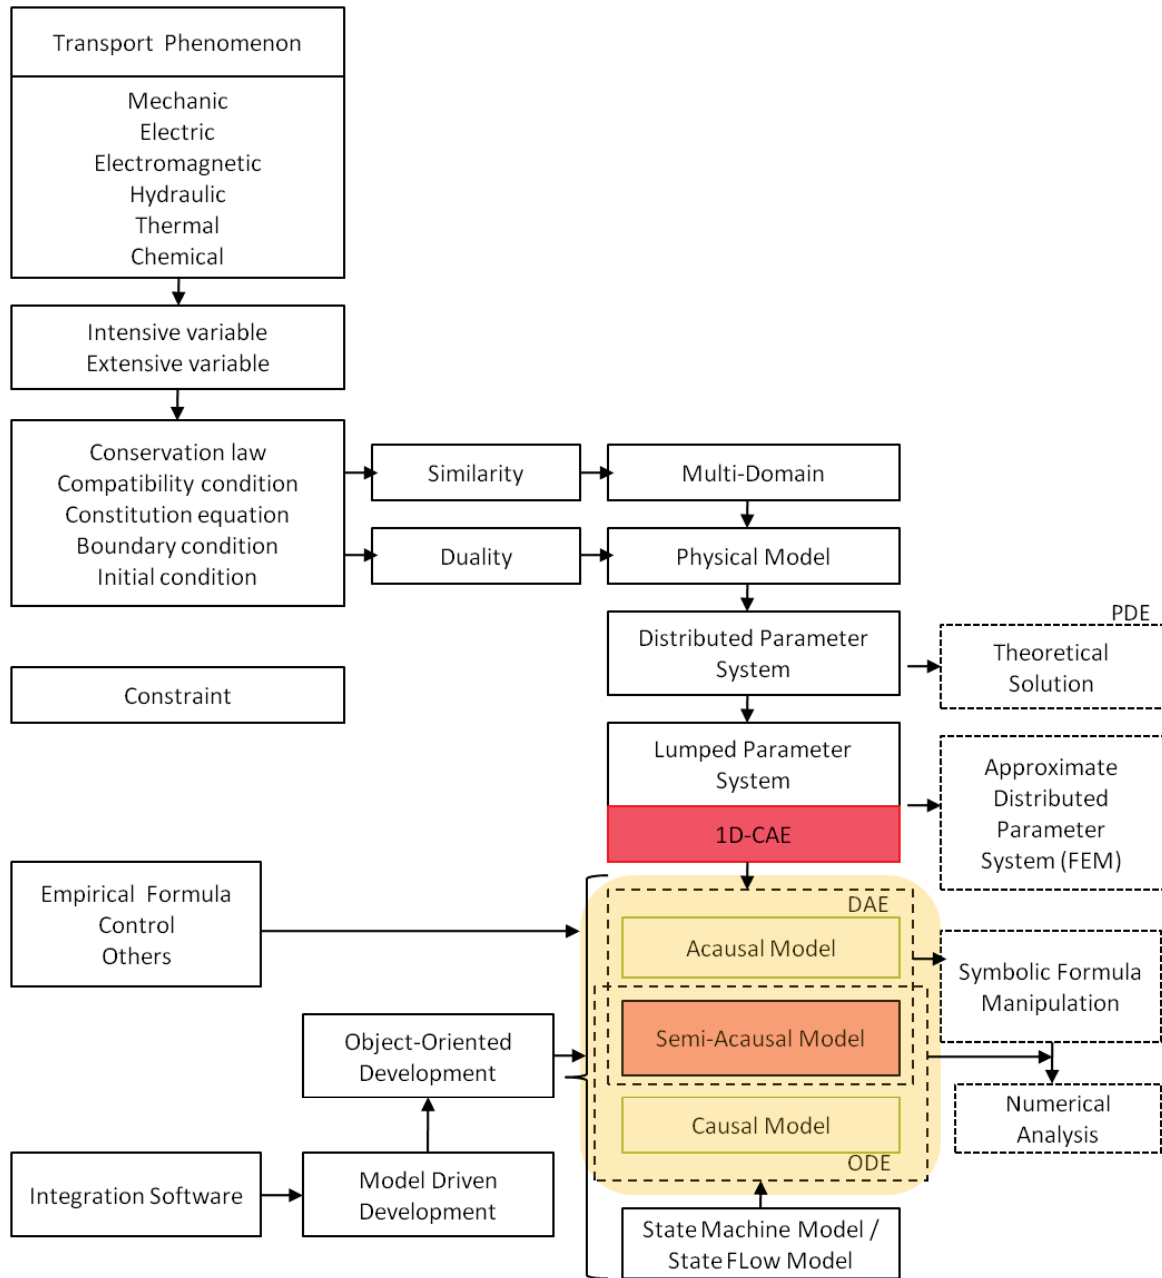 Transport Phenomenon
Mechanic
Electric
Electromagnetic
Hydraulic
Thermal
Chemical
Intensive variable
Extensive variable
Conservation law
Compatibility condition
Constitution equation
Boundary condition
Initial condition
Similarity
Multi-Domain
Duality
Physical Model
Distributed Parameter
System
PDE
Theoretical
Solution
Constraint
Lumped Parameter
System
1D-CAE
Approximate
Distributed
Parameter
System (FEM)
Empirical Formula
Control
Others
DAE
Acausal Model
Symbolic Formula
Manipulation
Semi-Acausal Model
Object-Oriented
Development
Causal Model
ODE
Numerical
Analysis
Integration Software
Model Driven
Development
State Machine Model /
State FLow Model